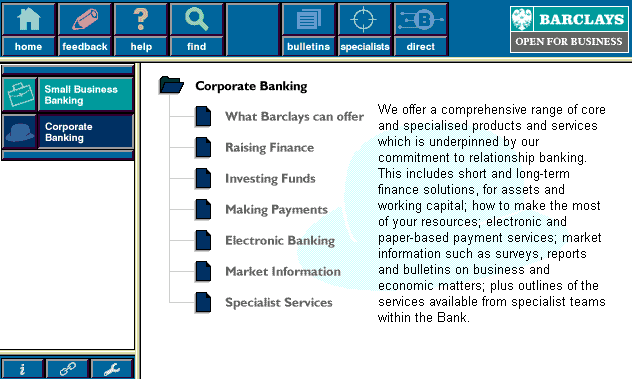 home feedback help find bulletins specialists direct
BARCLAYS
OPEN FOR BUSINESS
Small Business
Banking
Corporate
Banking
Corporate Banking
What Barclays can offer
Raising Finance
Investing Funds
Making Payments
Electronic Banking
Market Information
Specialist Services
We offer a comprehensive range of core
and specialised products and services
which is underpinned by our
commitment to relationship banking.
This includes short and long-term
finance solutions, for assets and
working capital; how to make the most
of your resources; electronic and
paper-based payment services; market
information such as surveys, reports
and bulletins on business and
economic matters; plus outlines of the
services available from specialist teams
within the Bank.